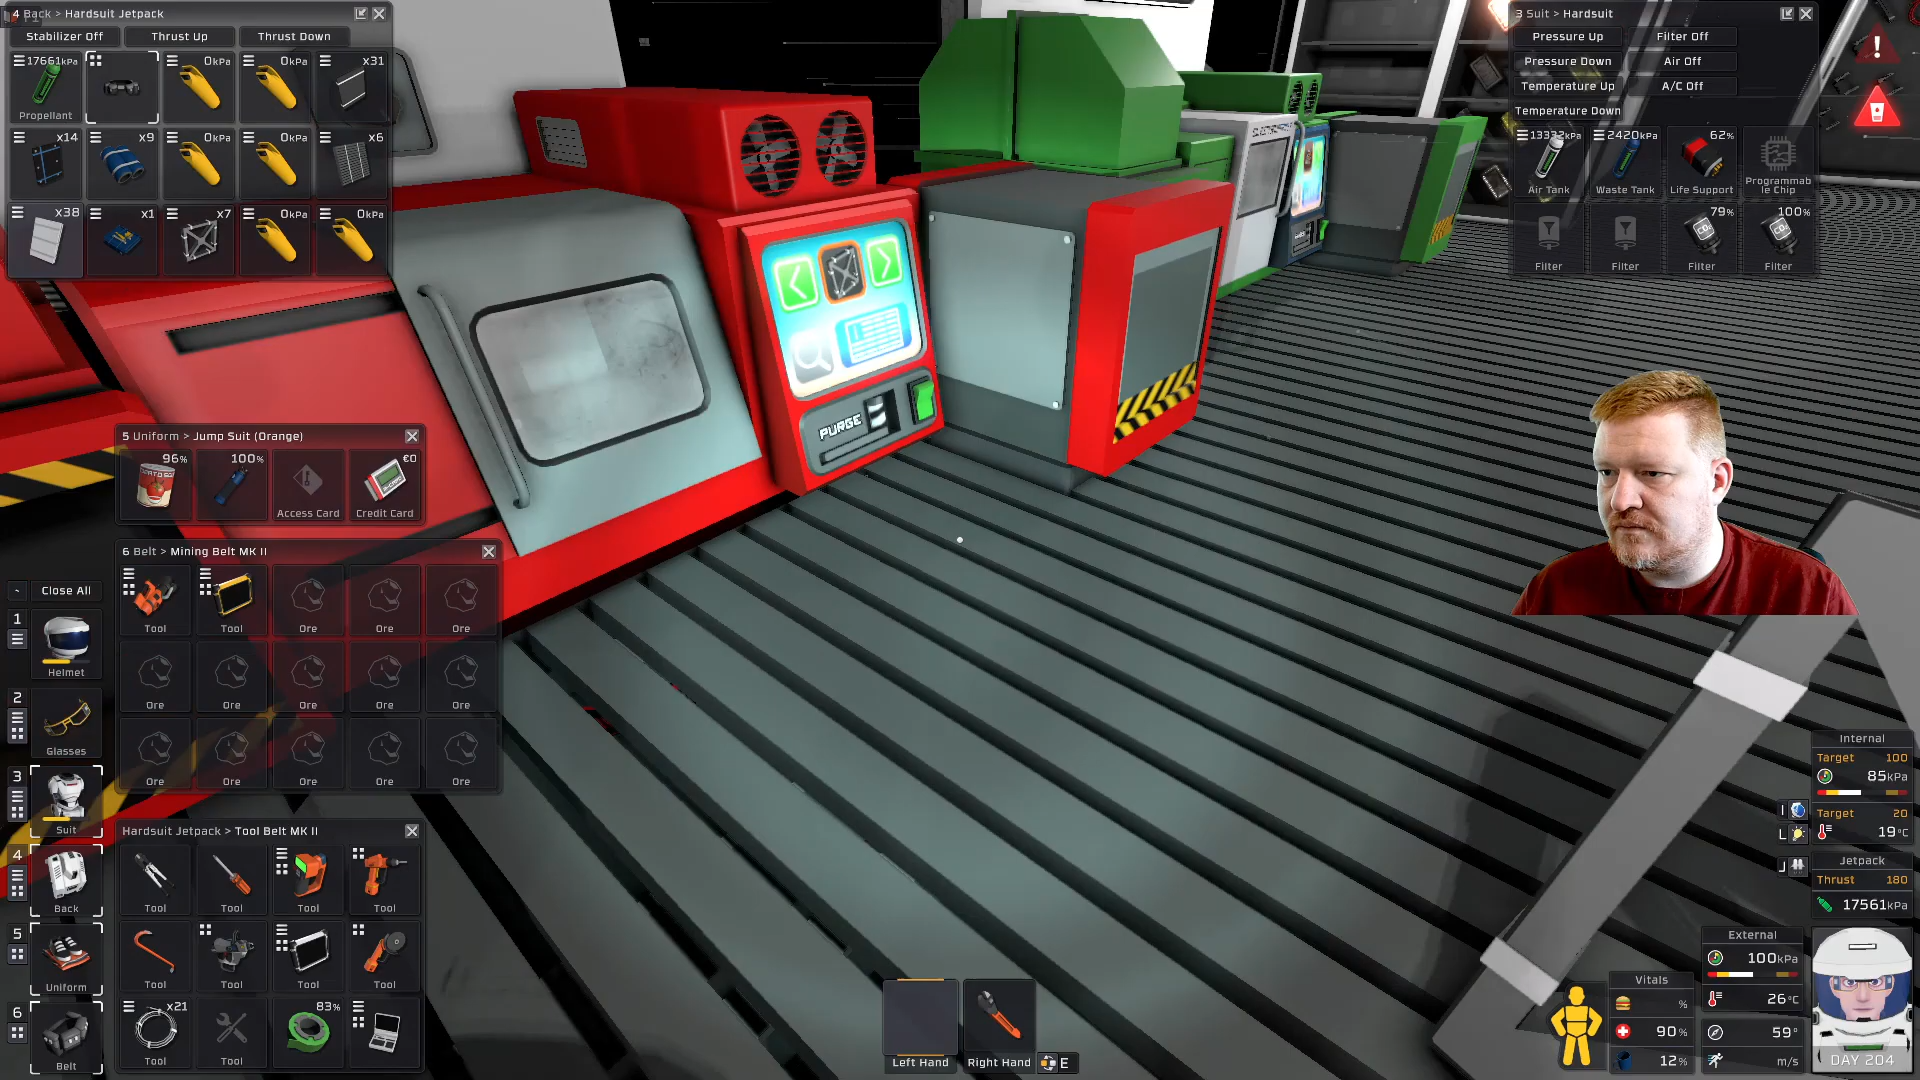 4 Back > Hardsuit Jetpack
Stabilizer Off Thrust Up Thrust Down
17661kPa 0kPa 0kPa x31
Propellant
x14 x9 0kPa 0kPa x6
x38 x1 x7 0kPa 0kPa
3 Suit > Hardsuit
Pressure Up Filter Off
Pressure Down Air Off
Temperature Up A/C Off
Temperature Down
13332kPa 2420kPa 62%
Air Tank Waste Tank Life Support Programmab
le Chip
79% 100%
Filter Filter Filter Filter
PURGE
5 Uniform > Jump Suit (Orange)
96% 100% €0
Access Card Credit Card
6 Belt > Mining Belt MK II
Tool Tool Ore Ore Ore
Ore Ore Ore Ore Ore
Ore Ore Ore Ore Ore
~ Close All
1
Helmet
2
Glasses
3
Suit
4
Back
5
Uniform
6
Belt
Hardsuit Jetpack > Tool Belt MK II
Tool Tool Tool Tool
Tool Tool Tool Tool
x21 83%
Tool Tool
Left Hand Right Hand E
Internal
Target 100
85kPa
I
Target 20
L 19°C
J Jetpack
Thrust 180
17561kPa
External
100kPa
26°C
59°
m/s
Vitals
%
90%
12%
DAY 204